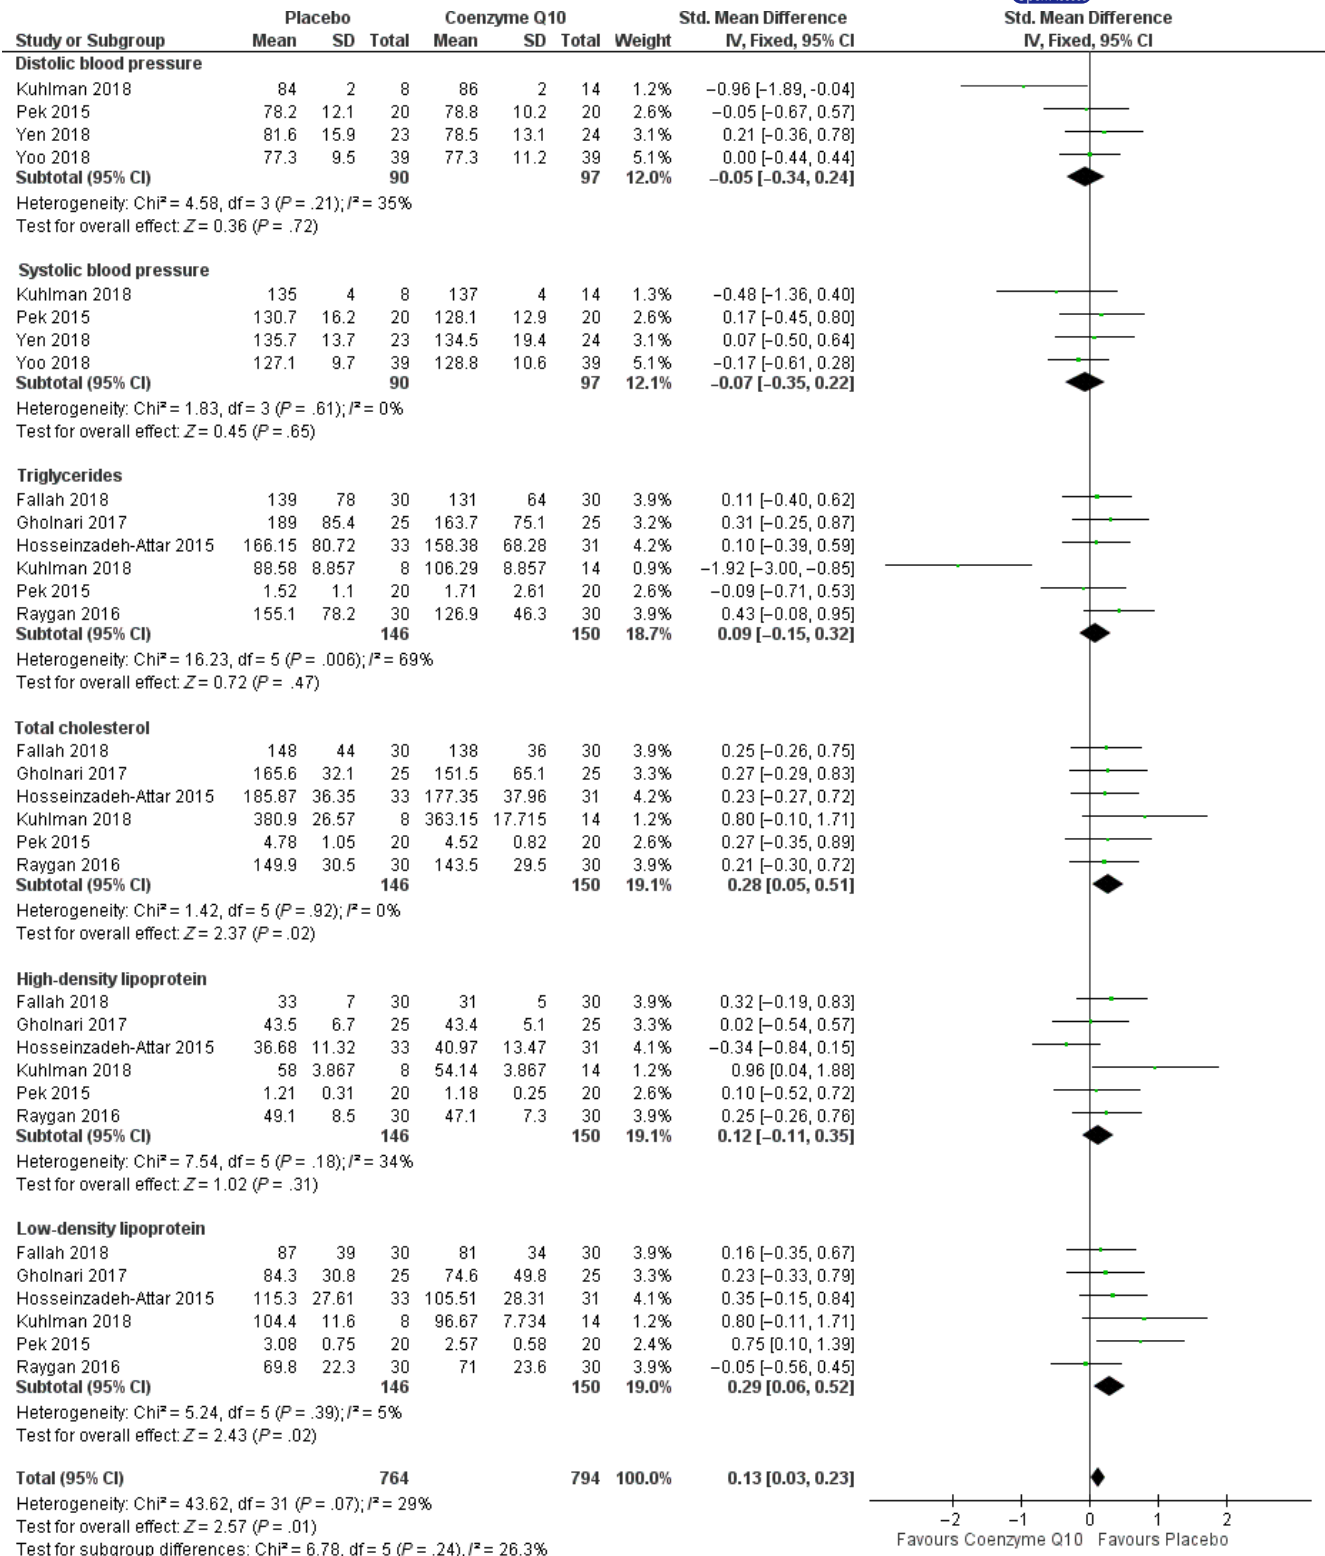 Placebo Coenzyme Q10 Std. Mean Difference Std. Mean Difference
Study or Subgroup Mean SD Total Mean SD Total Weight IV, Fixed, 95% CI IV, Fixed, 95% CI
Distolic blood pressure
Kuhlman 2018 84 2 8 86 2 14 1.2% −0.96 [−1.89, -0.04]
Pek 2015 78.2 12.1 20 78.8 10.2 20 2.6% −0.05 [−0.67, 0.57]
Yen 2018 81.6 15.9 23 78.5 13.1 24 3.1% 0.21 [−0.36, 0.78]
Yoo 2018 77.3 9.5 39 77.3 11.2 39 5.1% 0.00 [−0.44, 0.44]
Subtotal (95% CI) 90 97 12.0% −0.05 [−0.34, 0.24]
Heterogeneity: Chi² = 4.58, df = 3 (P = .21); I² = 35%
Test for overall effect: Z = 0.36 (P = .72)
Systolic blood pressure
Kuhlman 2018 135 4 8 137 4 14 1.3% −0.48 [−1.36, 0.40]
Pek 2015 130.7 16.2 20 128.1 12.9 20 2.6% 0.17 [−0.45, 0.80]
Yen 2018 135.7 13.7 23 134.5 19.4 24 3.1% 0.07 [−0.50, 0.64]
Yoo 2018 127.1 9.7 39 128.8 10.6 39 5.1% −0.17 [−0.61, 0.28]
Subtotal (95% CI) 90 97 12.1% −0.07 [−0.35, 0.22]
Heterogeneity: Chi² = 1.83, df = 3 (P = .61); I² = 0%
Test for overall effect: Z = 0.45 (P = .65)
Triglycerides
Fallah 2018 139 78 30 131 64 30 3.9% 0.11 [−0.40, 0.62]
Gholnari 2017 189 85.4 25 163.7 75.1 25 3.2% 0.31 [−0.25, 0.87]
Hosseinzadeh-Attar 2015 166.15 80.72 33 158.38 68.28 31 4.2% 0.10 [−0.39, 0.59]
Kuhlman 2018 88.58 8.857 8 106.29 8.857 14 0.9% −1.92 [−3.00, −0.85]
Pek 2015 1.52 1.1 20 1.71 2.61 20 2.6% −0.09 [−0.71, 0.53]
Raygan 2016 155.1 78.2 30 126.9 46.3 30 3.9% 0.43 [−0.08, 0.95]
Subtotal (95% CI) 146 150 18.7% 0.09 [−0.15, 0.32]
Heterogeneity: Chi² = 16.23, df = 5 (P = .006); I² = 69%
Test for overall effect: Z = 0.72 (P = .47)
Total cholesterol
Fallah 2018 148 44 30 138 36 30 3.9% 0.25 [−0.26, 0.75]
Gholnari 2017 165.6 32.1 25 151.5 65.1 25 3.3% 0.27 [−0.29, 0.83]
Hosseinzadeh-Attar 2015 185.87 36.35 33 177.35 37.96 31 4.2% 0.23 [−0.27, 0.72]
Kuhlman 2018 380.9 26.57 8 363.15 17.715 14 1.2% 0.80 [−0.10, 1.71]
Pek 2015 4.78 1.05 20 4.52 0.82 20 2.6% 0.27 [−0.35, 0.89]
Raygan 2016 149.9 30.5 30 143.5 29.5 30 3.9% 0.21 [−0.30, 0.72]
Subtotal (95% CI) 146 150 19.1% 0.28 [0.05, 0.51]
Heterogeneity: Chi² = 1.42, df = 5 (P = .92); I² = 0%
Test for overall effect: Z = 2.37 (P = .02)
High-density lipoprotein
Fallah 2018 33 7 30 31 5 30 3.9% 0.32 [−0.19, 0.83]
Gholnari 2017 43.5 6.7 25 43.4 5.1 25 3.3% 0.02 [−0.54, 0.57]
Hosseinzadeh-Attar 2015 36.68 11.32 33 40.97 13.47 31 4.1% −0.34 [−0.84, 0.15]
Kuhlman 2018 58 3.867 8 54.14 3.867 14 1.2% 0.96 [0.04, 1.88]
Pek 2015 1.21 0.31 20 1.18 0.25 20 2.6% 0.10 [−0.52, 0.72]
Raygan 2016 49.1 8.5 30 47.1 7.3 30 3.9% 0.25 [−0.26, 0.76]
Subtotal (95% CI) 146 150 19.1% 0.12 [−0.11, 0.35]
Heterogeneity: Chi² = 7.54, df = 5 (P = .18); I² = 34%
Test for overall effect: Z = 1.02 (P = .31)
Low-density lipoprotein
Fallah 2018 87 39 30 81 34 30 3.9% 0.16 [−0.35, 0.67]
Gholnari 2017 84.3 30.8 25 74.6 49.8 25 3.3% 0.23 [−0.33, 0.79]
Hosseinzadeh-Attar 2015 115.3 27.61 33 105.51 28.31 31 4.1% 0.35 [−0.15, 0.84]
Kuhlman 2018 104.4 11.6 8 96.67 7.734 14 1.2% 0.80 [−0.11, 1.71]
Pek 2015 3.08 0.75 20 2.57 0.58 20 2.4% 0.75 [0.10, 1.39]
Raygan 2016 69.8 22.3 30 71 23.6 30 3.9% −0.05 [−0.56, 0.45]
Subtotal (95% CI) 146 150 19.0% 0.29 [0.06, 0.52]
Heterogeneity: Chi² = 5.24, df = 5 (P = .39); I² = 5%
Test for overall effect: Z = 2.43 (P = .02)
Total (95% CI) 764 794 100.0% 0.13 [0.03, 0.23]
Heterogeneity: Chi² = 43.62, df = 31 (P = .07); I² = 29%
Test for overall effect: Z = 2.57 (P = .01)
Test for subgroup differences: Chi² = 6.78, df = 5 (P = .24), I² = 26.3%
−2 −1 0 1 2
Favours Coenzyme Q10 Favours Placebo